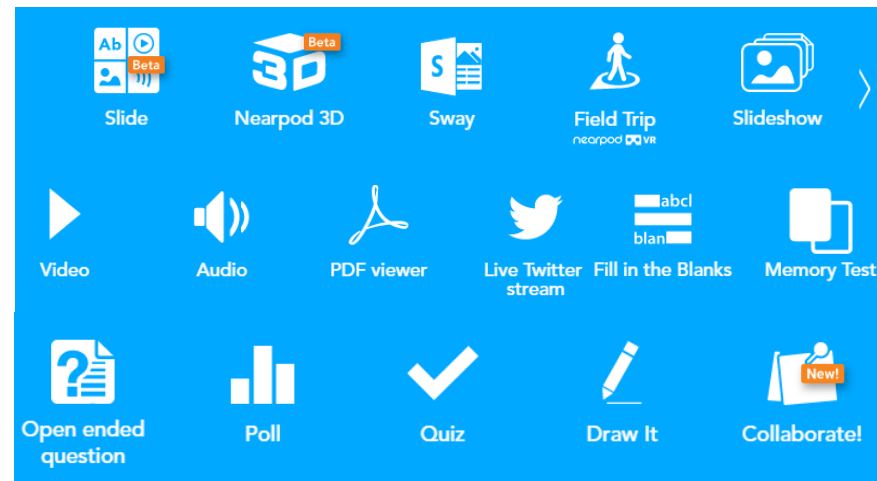 Ab
Beta
Beta
3D
S
Slide
Nearpod 3D
Sway
Field Trip
nearpod VR
Slideshow
abcl
blan
Video
Audio
PDF viewer
Live Twitter
stream
Fill in the Blanks
Memory Test
?
New!
Open ended
question
Poll
Quiz
Draw It
Collaborate!